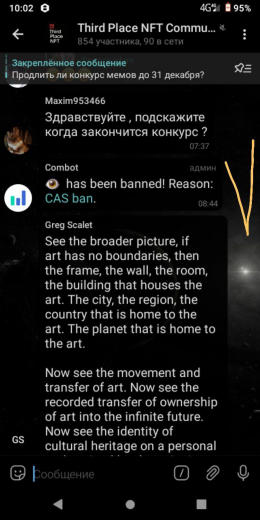 10:02
4G
95%
Third Place NFT Commu...
854 участника, 90 в сети
Third
Place
NFT
Закреплённое сообщение
Продлить ли конкурс мемов до 31 декабря?
Maxim953466
Здравствуйте , подскажите
когда закончится конкурс ?
07:37
Combot
админ
👁 has been banned! Reason:
CAS ban.
08:44
Greg Scalet
See the broader picture, if
art has no boundaries, then
the frame, the wall, the room,
the building that houses the
art. The city, the region, the
country that is home to the
art. The planet that is home to
the art.
Now see the movement and
transfer of art. Now see the
recorded transfer of ownership
of art into the infinite future.
Now see the identity of
cultural heritage on a personal
GS
Сообщение